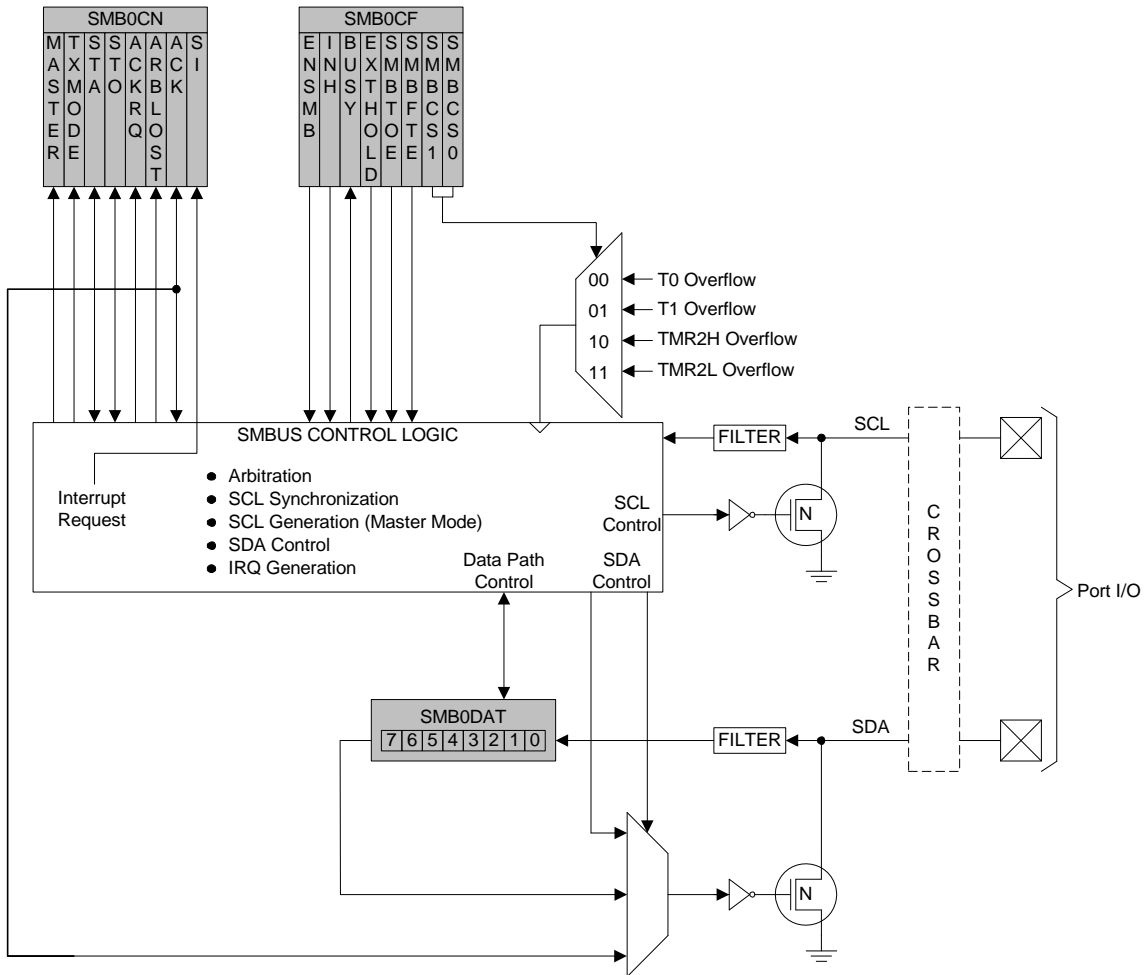 SMB0CN
MASTER
TXMODE
STA
STO
ACKRQ
ARBLOST
ACK
SI
SMB0CF
ENSMB
INH
BUSY
EXTHOLD
SMBTOE
SMBFTE
SMBCS1
SMBCS0
00
01
10
11
T0 Overflow
T1 Overflow
TMR2H Overflow
TMR2L Overflow
SMBUS CONTROL LOGIC
Interrupt
Request
● Arbitration
● SCL Synchronization
● SCL Generation (Master Mode)
● SDA Control
● IRQ Generation
SCL
Control
Data Path
Control
SDA
Control
FILTER
SCL
N
CROSSBAR
Port I/O
SMB0DAT
7 6 5 4 3 2 1 0
FILTER
SDA
N